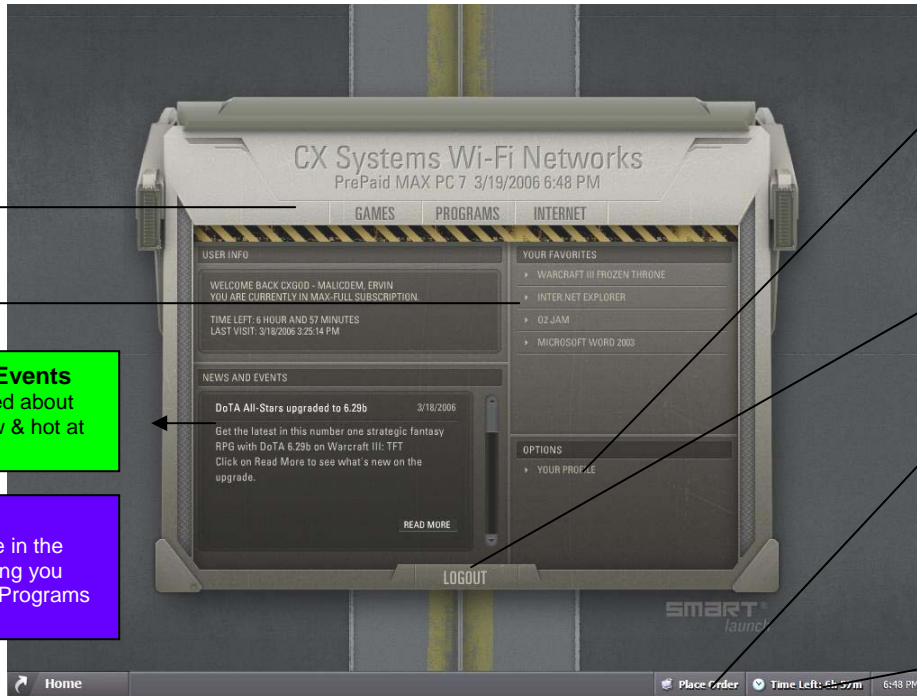 CX Systems Wi-Fi Networks
PrePaid MAX PC 7 3/19/2006 6:48 PM
GAMES PROGRAMS INTERNET
USER INFO
WELCOME BACK CXGOD - MALICDEM, ERVIN
YOU ARE CURRENTLY IN MAX-FULL SUBSCRIPTION.
TIME LEFT: 6 HOUR AND 57 MINUTES
LAST VISIT: 3/18/2006 3:25:14 PM
NEWS AND EVENTS
DoTA All-Stars upgraded to 6.29b 3/18/2006
Get the latest in this number one strategic fantasy
RPG with DoTA 6.29b on Warcraft III: TFT
Click on Read More to see what's new on the
upgrade.
READ MORE
YOUR FAVORITES
WARCRAFT III FROZEN THRONE
INTERNET EXPLORER
O2 JAM
MICROSOFT WORD 2003
OPTIONS
YOUR PROFILE
LOGOUT
SMART
launch
Events
ed about
w & hot at
e in the
ing you
Programs
Home
Place Order
Time Left: 6h 57m
6:48 PM